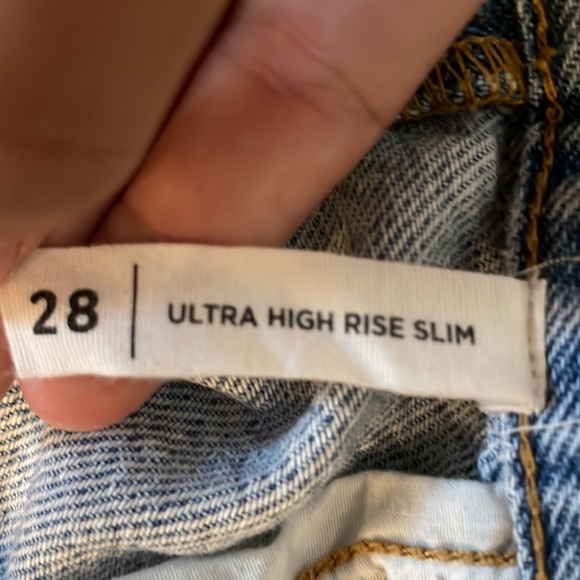 28 | ULTRA HIGH RISE SLIM